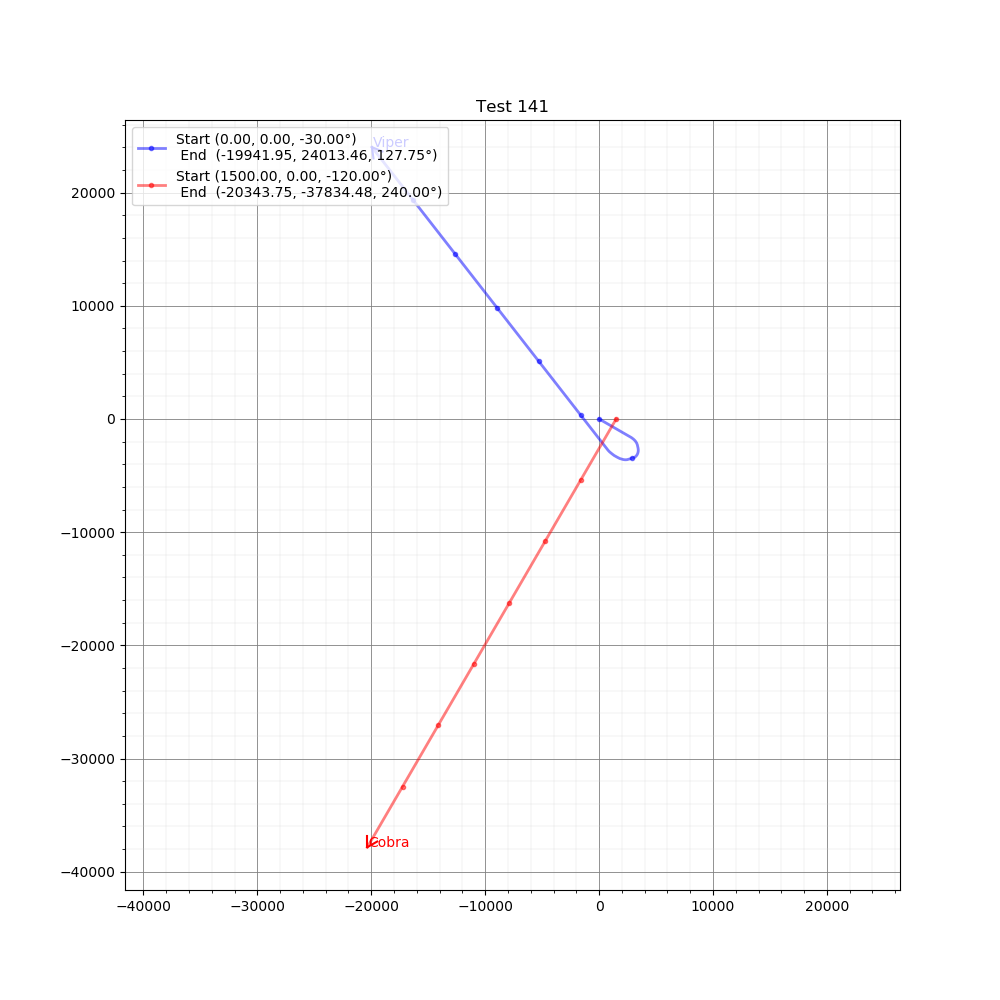 Test 141
Viper
Start (0.00, 0.00, -30.00°)
End  (-19941.95, 24013.46, 127.75°)
Start (1500.00, 0.00, -120.00°)
End  (-20343.75, -37834.48, 240.00°)
20000
10000
0
−10000
−20000
−30000
−40000
Cobra
−40000
−30000
−20000
−10000
0
10000
20000